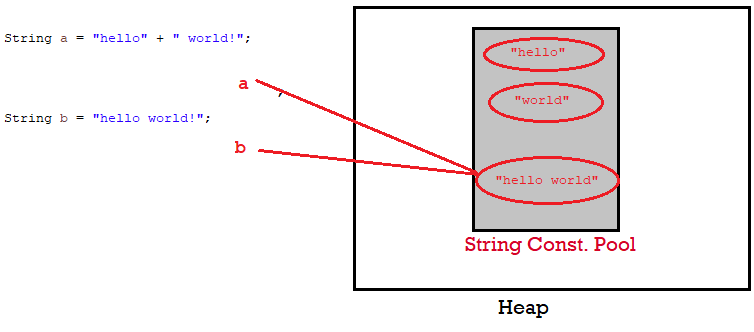 String a = "hello" + " world!";
a
,
String b = "hello world!";
b
"hello"
"world"
"hello world"
String Const. Pool
Heap